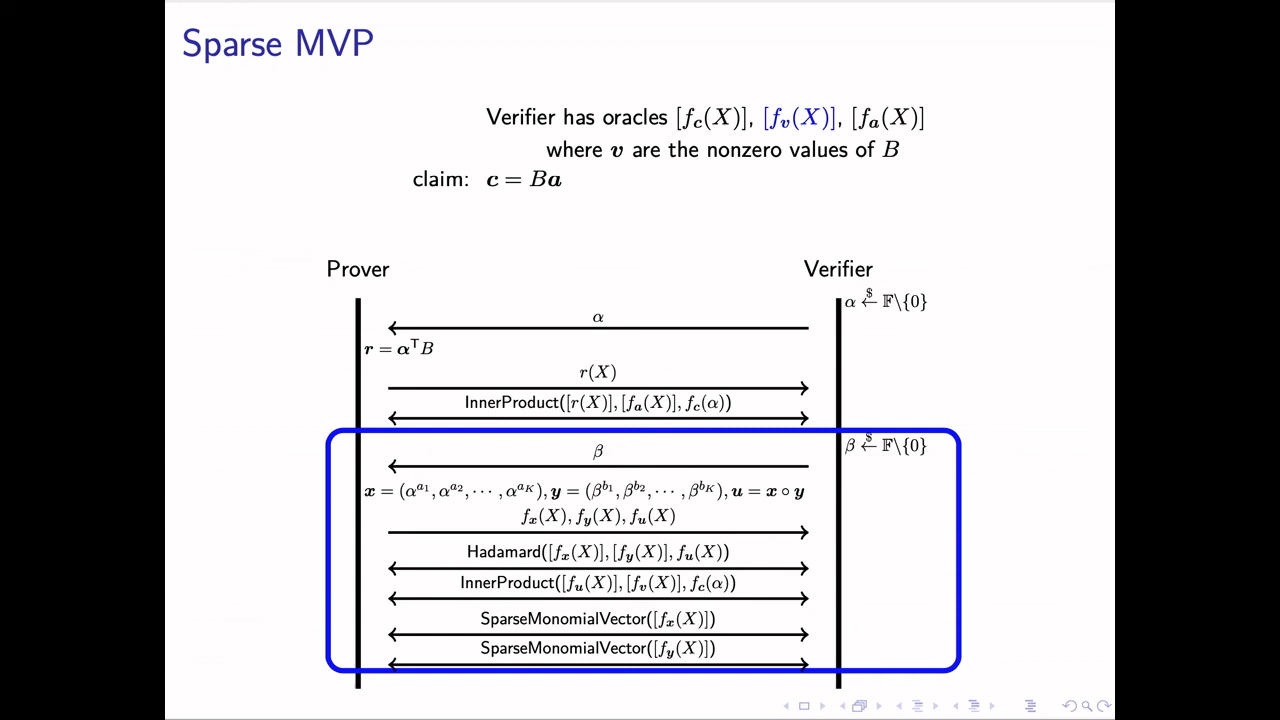 Sparse MVP
Verifier has oracles [f_c(X)], [f_v(X)], [f_a(X)]
where v are the nonzero values of B
claim: c = Ba
Prover Verifier
α ←$ 𝔽\{0}
α
r = α^⊤B
r(X)
InnerProduct([r(X)], [f_a(X)], f_c(α))
β ←$ 𝔽\{0}
β
x = (α^{a_1}, α^{a_2}, ⋯ , α^{a_K}), y = (β^{b_1}, β^{b_2}, ⋯ , β^{b_K}), u = x ∘ y
f_x(X), f_y(X), f_u(X)
Hadamard([f_x(X)], [f_y(X)], f_u(X))
InnerProduct([f_u(X)], [f_v(X)], f_c(α))
SparseMonomialVector([f_x(X)])
SparseMonomialVector([f_y(X)])